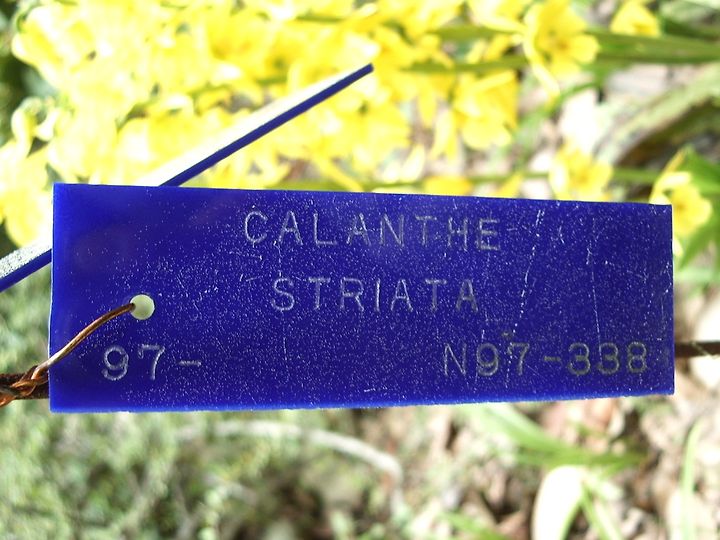 CALANTHE
STRIATA
97- N97-338